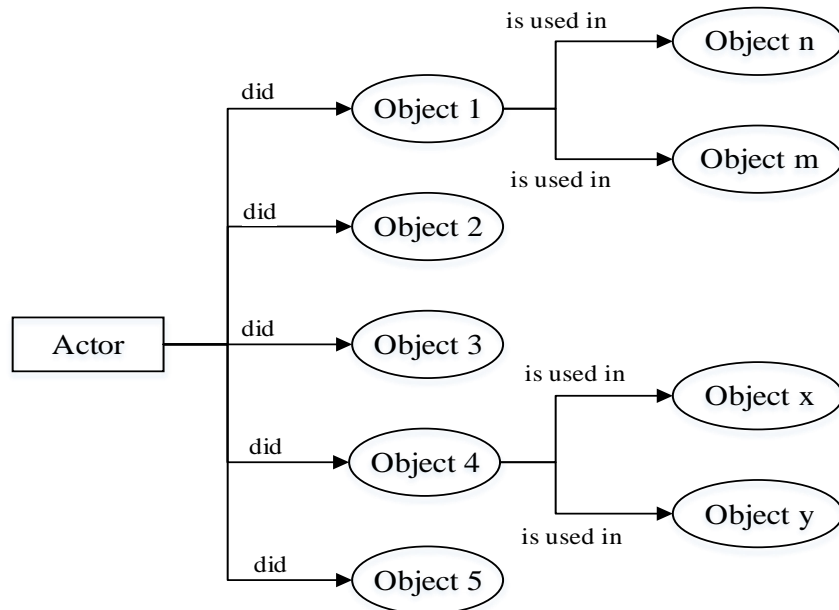 is used in
Object n
did
Object 1
Object m
is used in
did
Object 2
did
Actor
Object 3
is used in
Object x
did
Object 4
Object y
is used in
did
Object 5